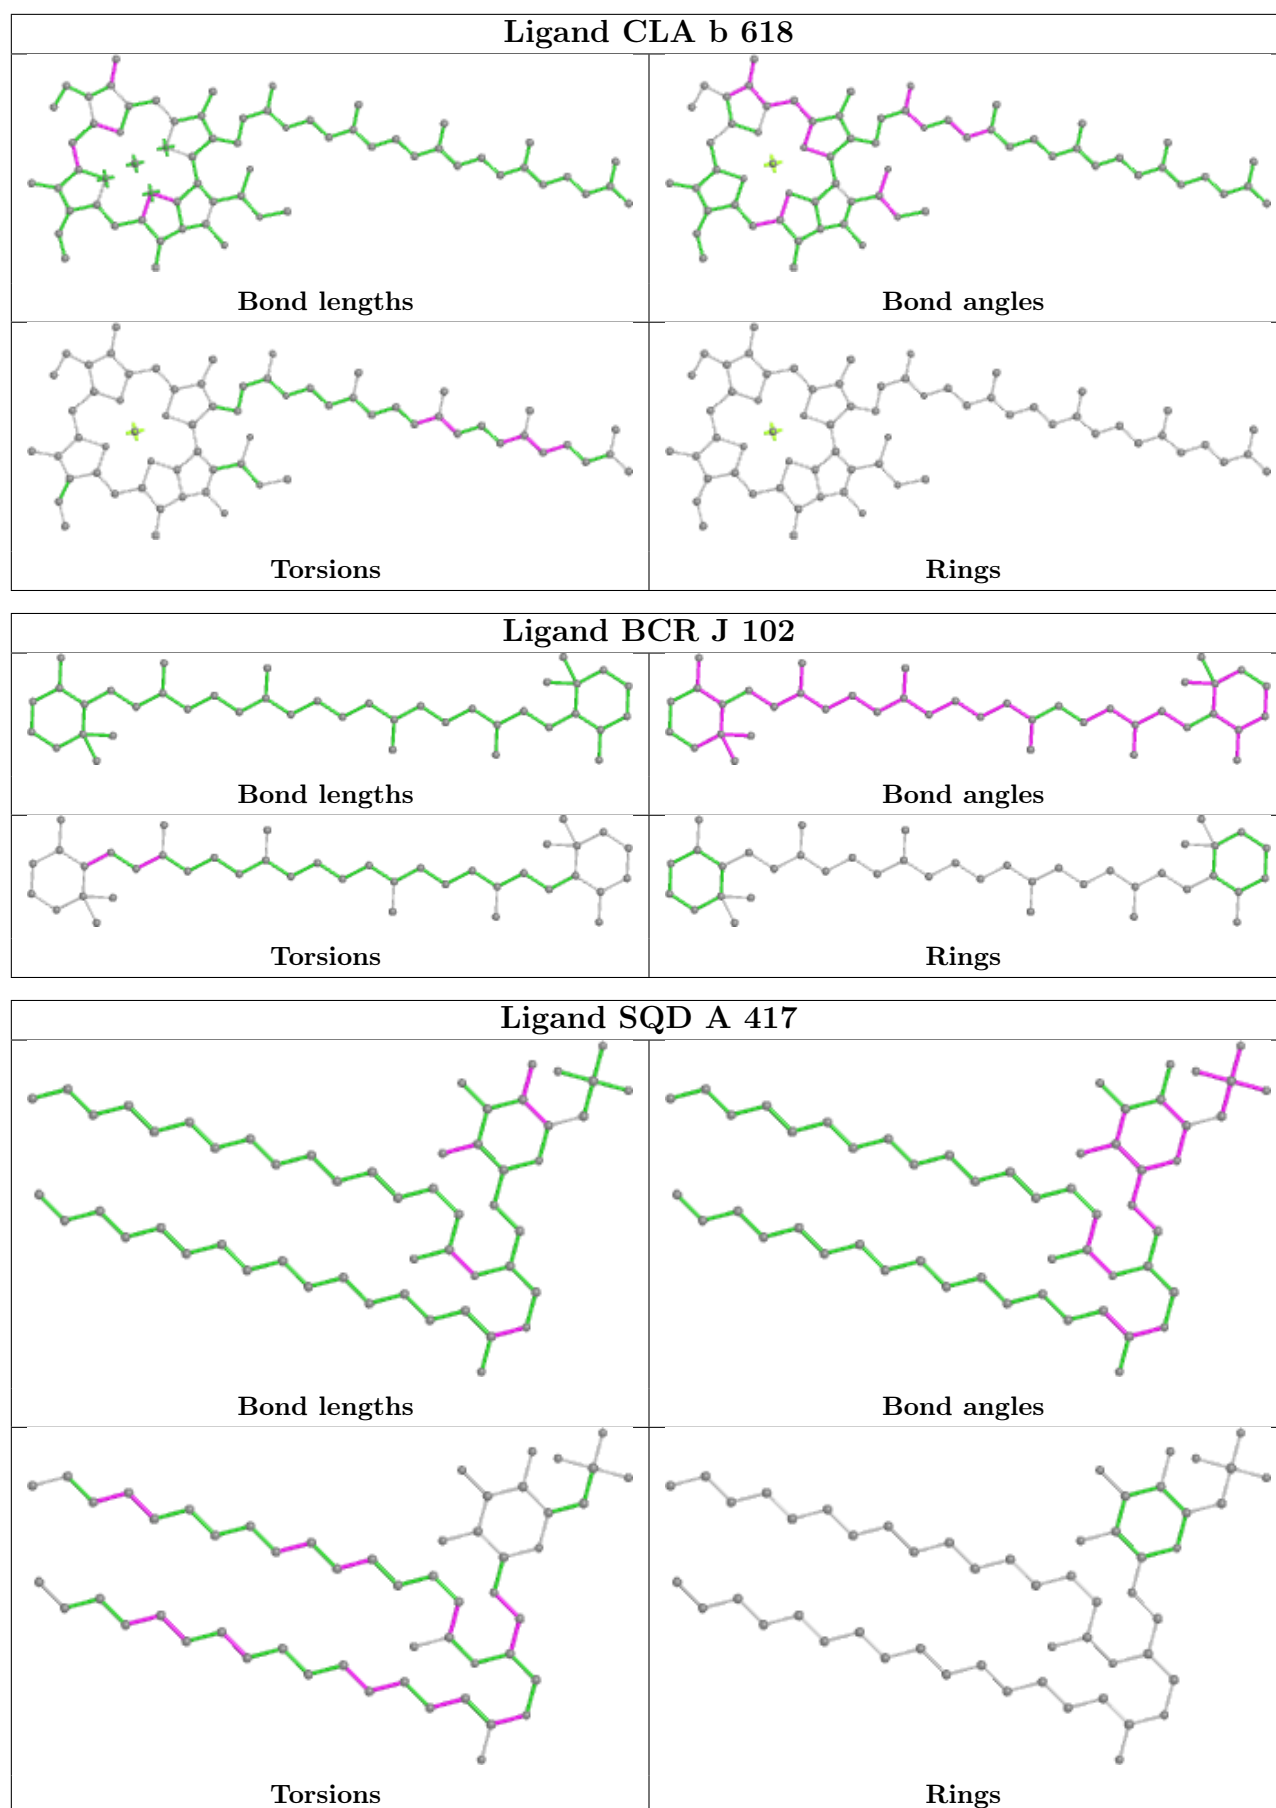 Ligand CLA b 618
Bond lengths
Bond angles
Torsions
Rings
Ligand BCR J 102
Bond lengths
Bond angles
Torsions
Rings
Ligand SQD A 417
Bond lengths
Bond angles
Torsions
Rings